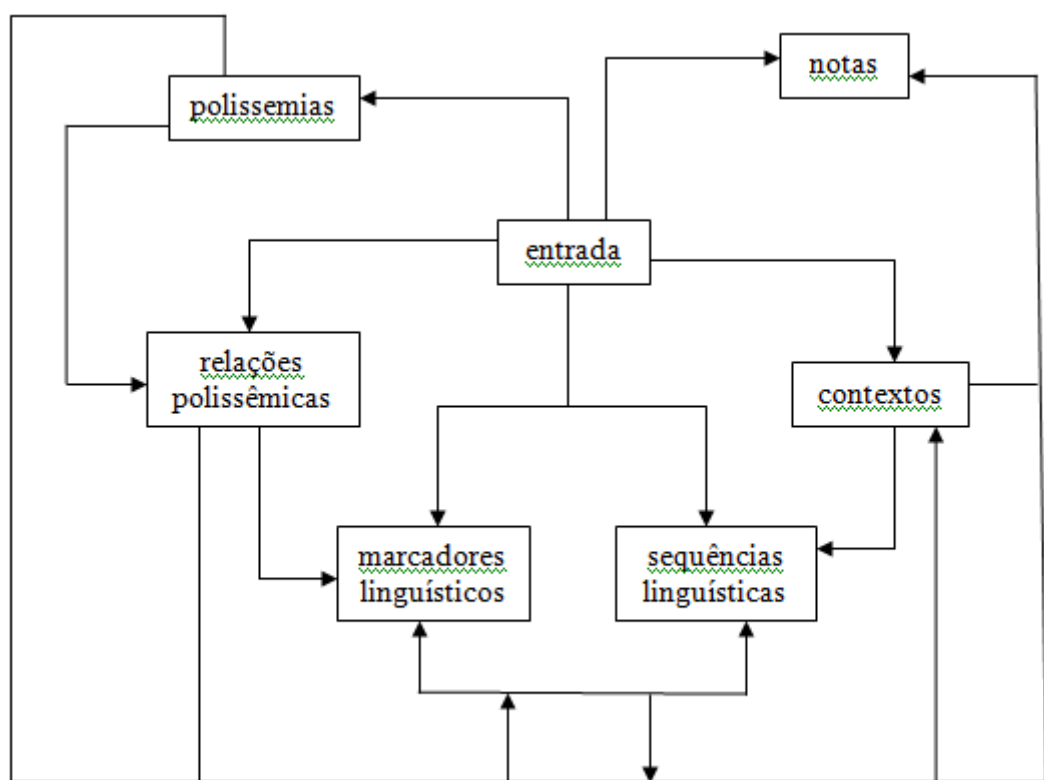 notas
polissemias
entrada
relações
polissêmicas
contextos
marcadores
linguísticos
sequências
linguísticas